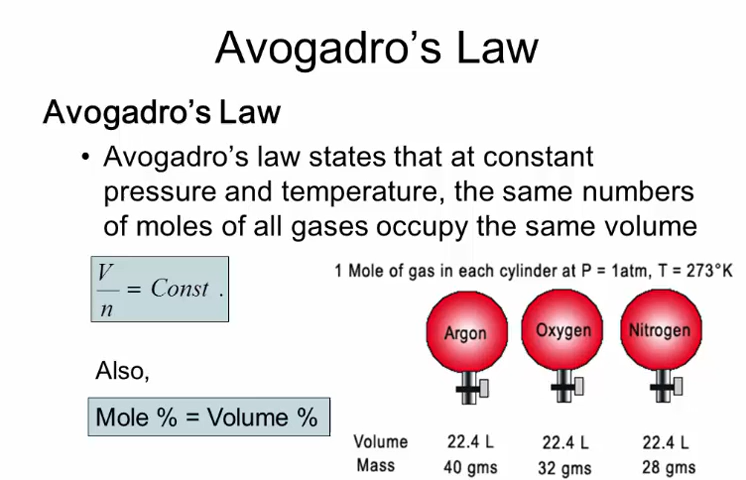 Avogadro's Law
Avogadro's Law
• Avogadro's law states that at constant
pressure and temperature, the same numbers
of moles of all gases occupy the same volume
V
n
= Const .
1 Mole of gas in each cylinder at P = 1atm, T = 273°K
Argon Oxygen Nitrogen
Also,
Mole % = Volume %
Volume 22.4 L 22.4 L 22.4 L
Mass 40 gms 32 gms 28 gms